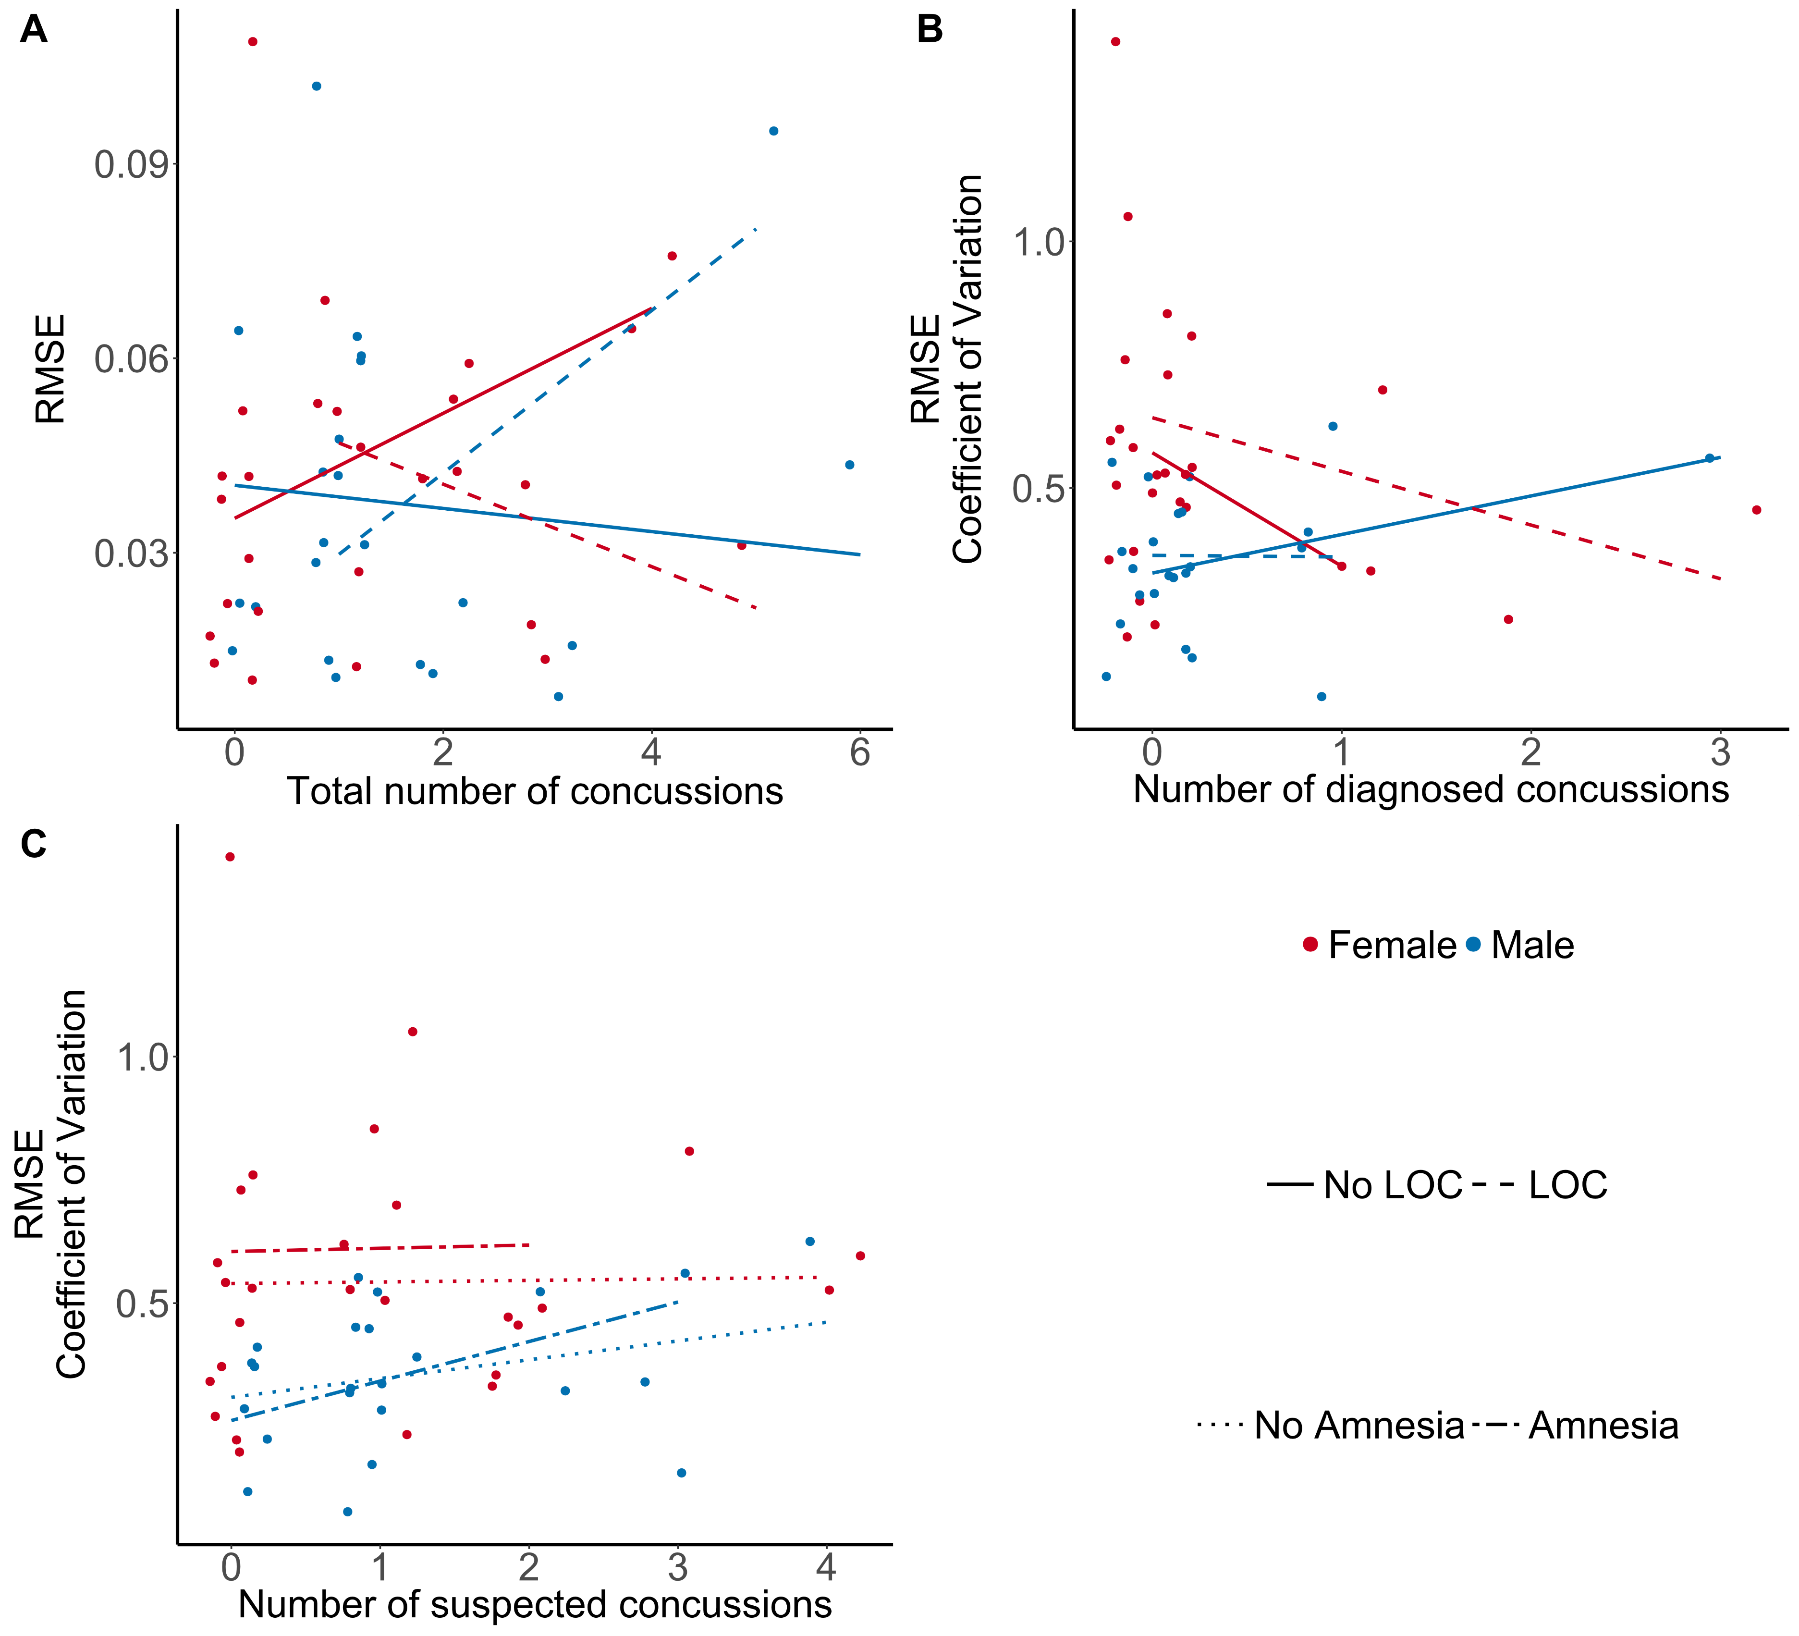 A
RMSE
0.09
0.06
0.03
0 2 4 6
Total number of concussions
B
RMSE
Coefficient of Variation
1.0
0.5
0 1 2 3
Number of diagnosed concussions
C
RMSE
Coefficient of Variation
1.0
0.5
0 1 2 3 4
Number of suspected concussions
Female Male
No LOC LOC
No Amnesia Amnesia